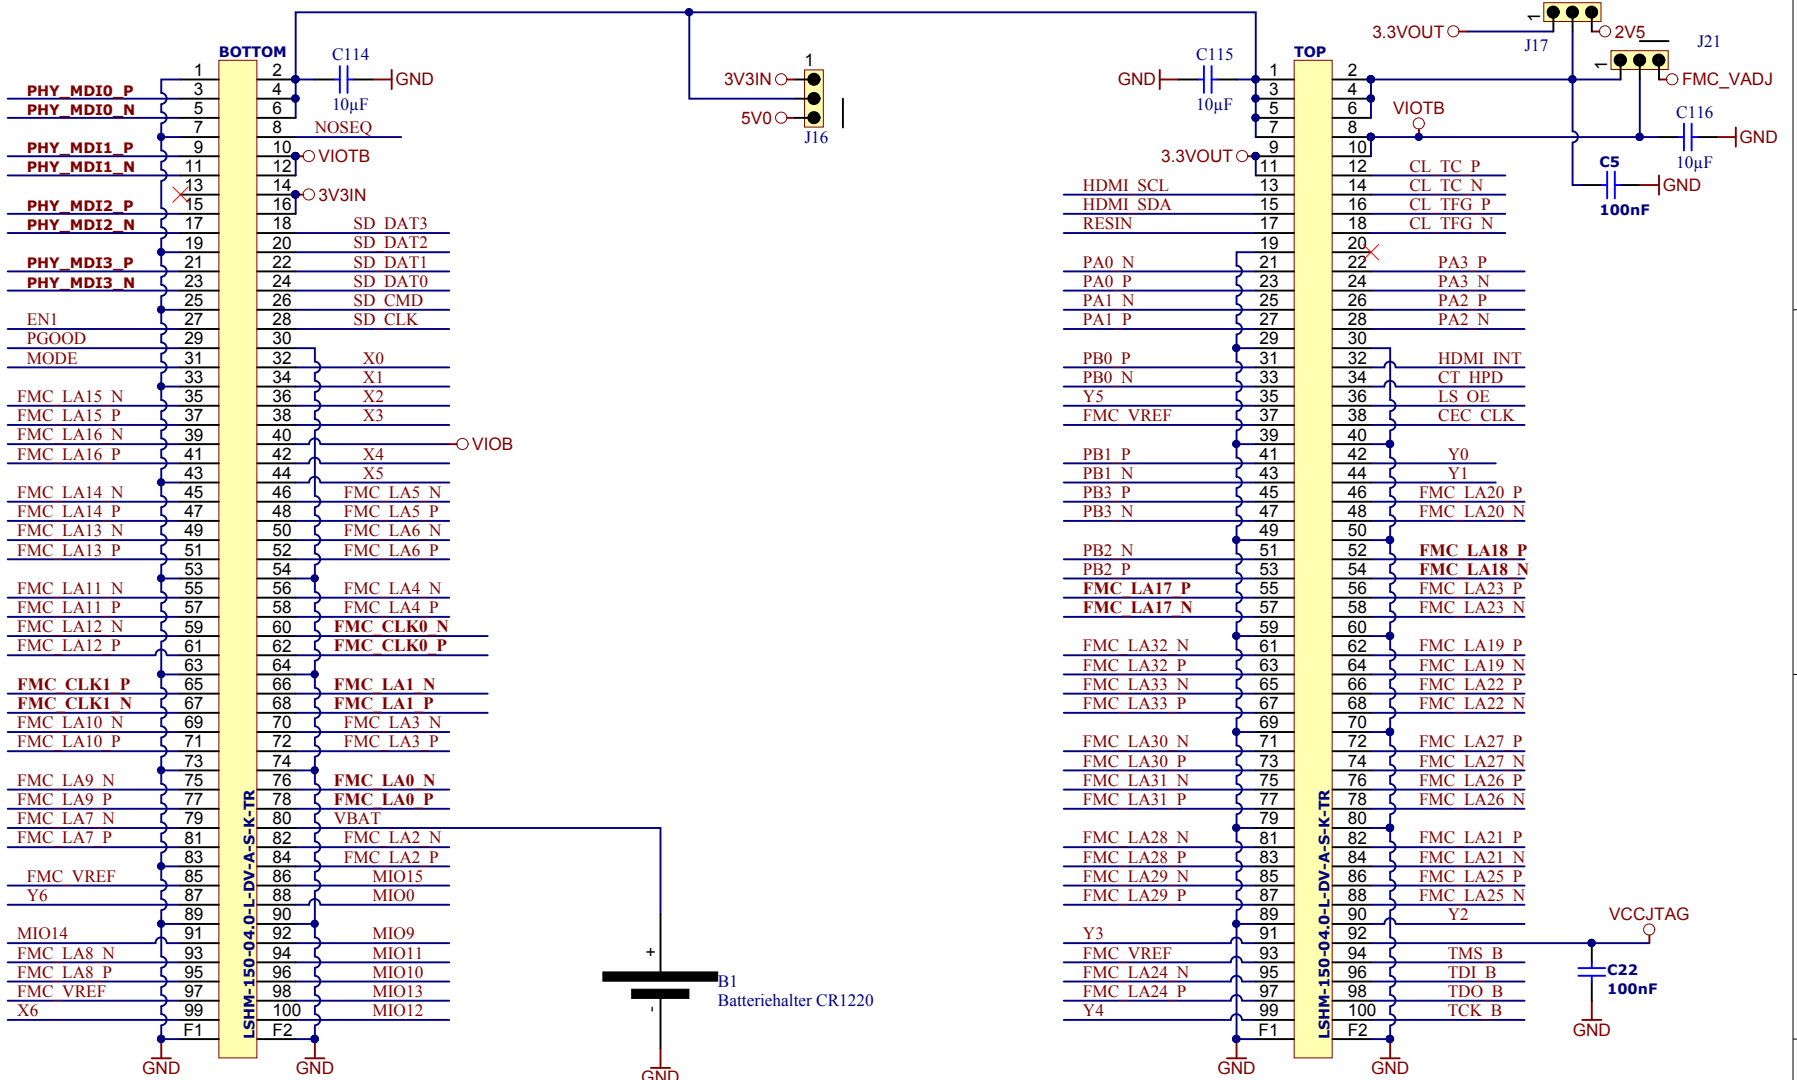 BOTTOM
C114
10µF
GND
1 2
PHY_MDI0_P 3 4
PHY_MDI0_N 5 6
7 8 NOSEQ
PHY_MDI1_P 9 10 VIOTB
PHY_MDI1_N 11 12
13 14 3V3IN
PHY_MDI2_P 15 16
PHY_MDI2_N 17 18 SD_DAT3
19 20 SD_DAT2
PHY_MDI3_P 21 22 SD_DAT1
PHY_MDI3_N 23 24 SD_DAT0
25 26 SD_CMD
EN1 27 28 SD_CLK
PGOOD 29 30
MODE 31 32 X0
33 34 X1
FMC_LA15_N 35 36 X2
FMC_LA15_P 37 38 X3
FMC_LA16_N 39 40 VIOB
FMC_LA16_P 41 42 X4
43 44 X5
FMC_LA14_N 45 46 FMC_LA5_N
FMC_LA14_P 47 48 FMC_LA5_P
FMC_LA13_N 49 50 FMC_LA6_N
FMC_LA13_P 51 52 FMC_LA6_P
53 54
FMC_LA11_N 55 56 FMC_LA4_N
FMC_LA11_P 57 58 FMC_LA4_P
FMC_LA12_N 59 60 FMC_CLK0_N
FMC_LA12_P 61 62 FMC_CLK0_P
63 64
FMC_CLK1_P 65 66 FMC_LA1_N
FMC_CLK1_N 67 68 FMC_LA1_P
FMC_LA10_N 69 70 FMC_LA3_N
FMC_LA10_P 71 72 FMC_LA3_P
73 74
FMC_LA9_N 75 76 FMC_LA0_N
FMC_LA9_P 77 78 FMC_LA0_P
FMC_LA7_N 79 80 VBAT
FMC_LA7_P 81 82 FMC_LA2_N
83 84 FMC_LA2_P
FMC_VREF 85 86 MIO15
Y6 87 88 MIO0
89 90
MIO14 91 92 MIO9
FMC_LA8_N 93 94 MIO11
FMC_LA8_P 95 96 MIO10
FMC_VREF 97 98 MIO13
X6 99 100 MIO12
F1 F2
LSHM-150-04.0-L-DV-A-S-K-TR
GND GND
1
3V3IN
5V0
J16
+
-
B1
Batteriehalter CR1220
GND
TOP
C115
10µF
GND
1 2
3 4
5 6
7 8
3.3VOUT 9 10
11 12 CL_TC_P
HDMI_SCL 13 14 CL_TC_N
HDMI_SDA 15 16 CL_TFG_P
RESIN 17 18 CL_TFG_N
19 20
PA0_N 21 22 PA3_P
PA0_P 23 24 PA3_N
PA1_N 25 26 PA2_P
PA1_P 27 28 PA2_N
29 30
PB0_P 31 32 HDMI_INT
PB0_N 33 34 CT_HPD
Y5 35 36 LS_OE
FMC_VREF 37 38 CEC_CLK
39 40
PB1_P 41 42 Y0
PB1_N 43 44 Y1
PB3_P 45 46 FMC_LA20_P
PB3_N 47 48 FMC_LA20_N
49 50
PB2_N 51 52 FMC_LA18_P
PB2_P 53 54 FMC_LA18_N
FMC_LA17_P 55 56 FMC_LA23_P
FMC_LA17_N 57 58 FMC_LA23_N
59 60
FMC_LA32_N 61 62 FMC_LA19_P
FMC_LA32_P 63 64 FMC_LA19_N
FMC_LA33_N 65 66 FMC_LA22_P
FMC_LA33_P 67 68 FMC_LA22_N
69 70
FMC_LA30_N 71 72 FMC_LA27_P
FMC_LA30_P 73 74 FMC_LA27_N
FMC_LA31_N 75 76 FMC_LA26_P
FMC_LA31_P 77 78 FMC_LA26_N
79 80
FMC_LA28_N 81 82 FMC_LA21_P
FMC_LA28_P 83 84 FMC_LA21_N
FMC_LA29_N 85 86 FMC_LA25_P
FMC_LA29_P 87 88 FMC_LA25_N
89 90 Y2
Y3 91 92
FMC_VREF 93 94 TMS_B
FMC_LA24_N 95 96 TDI_B
FMC_LA24_P 97 98 TDO_B
Y4 99 100 TCK_B
F1 F2
LSHM-150-04.0-L-DV-A-S-K-TR
GND GND
3.3VOUT
1
J17
2V5
J21
1
FMC_VADJ
VIOTB
C116
10µF
GND
C5
100nF
GND
VCCJTAG
C22
100nF
GND